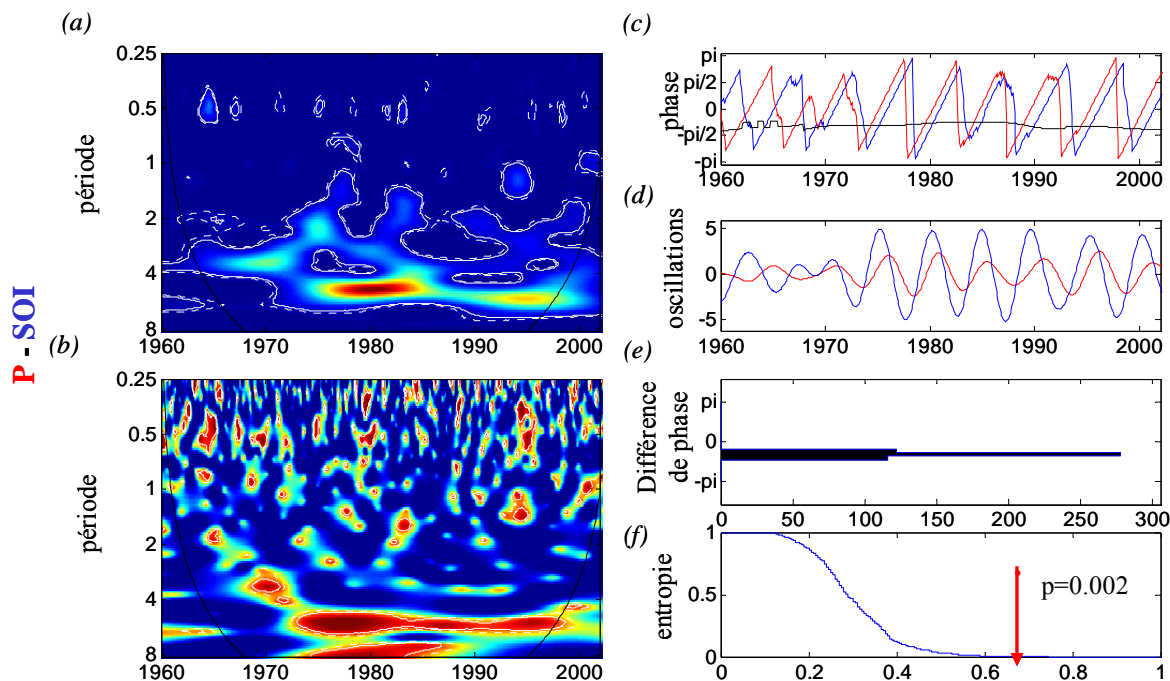 P - SOI
(a)
période
0.25
0.5
1
2
4
8
1960 1970 1980 1990 2000
(b)
période
0.25
0.5
1
2
4
8
1960 1970 1980 1990 2000
(c)
phase
pi
pi/2
0
-pi/2
-pi
1960 1970 1980 1990 2000
(d)
oscillations
5
0
-5
1960 1970 1980 1990 2000
(e)
Différence
de phase
pi
0
-pi
0 50 100 150 200 250 300
(f)
entropie
1
0.5
0
p=0.002
0 0.2 0.4 0.6 0.8 1